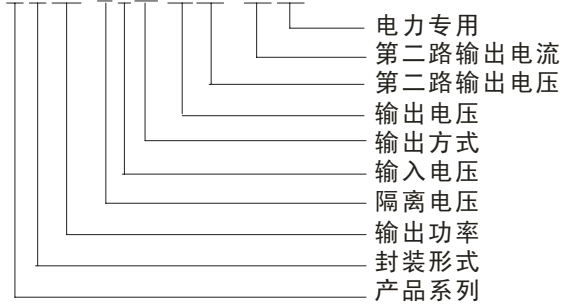 电力专用
第二路输出电流
第二路输出电压
输出电压
输出方式
输入电压
隔离电压
输出功率
封装形式
产品系列